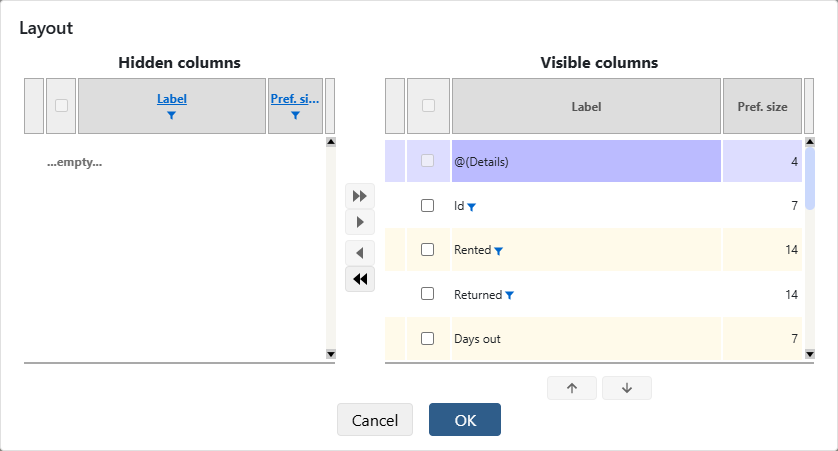 Layout
Hidden columns
Label
Pref. si...
...empty...
Visible columns
Label
Pref. size
@(Details) 4
Id 7
Rented 14
Returned 14
Days out 7
Cancel
OK